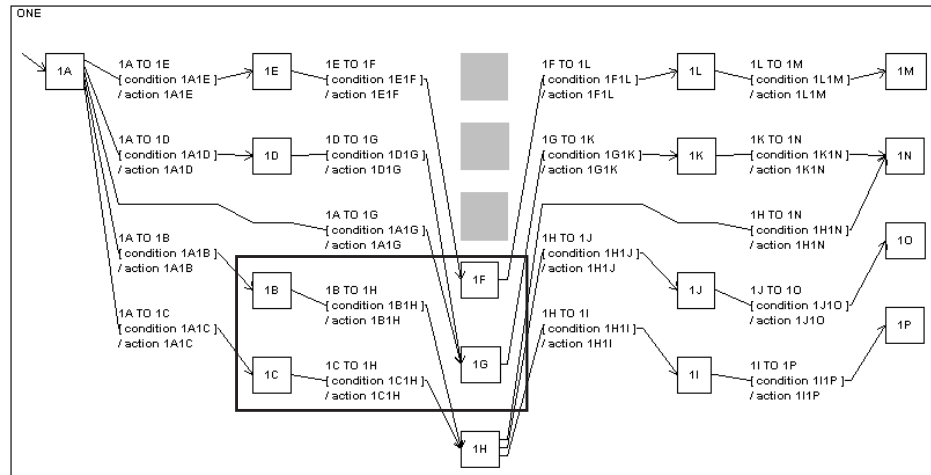 ONE
1A
1A TO 1E
[ condition 1A1E ]
/ action 1A1E
1E
1E TO 1F
[ condition 1E1F ]
/ action 1E1F
1F TO 1L
[ condition 1F1L ]
/ action 1F1L
1L
1L TO 1M
[ condition 1L1M ]
/ action 1L1M
1M
1A TO 1D
[ condition 1A1D ]
/ action 1A1D
1D
1D TO 1G
[ condition 1D1G ]
/ action 1D1G
1G TO 1K
[ condition 1G1K ]
/ action 1G1K
1K
1K TO 1N
[ condition 1K1N ]
/ action 1K1N
1N
1A TO 1G
[ condition 1A1G ]
/ action 1A1G
1H TO 1N
[ condition 1H1N ]
/ action 1H1N
1A TO 1B
[ condition 1A1B ]
/ action 1A1B
1B
1B TO 1H
[ condition 1B1H ]
/ action 1B1H
1F
1H TO 1J
[ condition 1H1J ]
/ action 1H1J
1J
1J TO 1O
[ condition 1J1O ]
/ action 1J1O
1O
1A TO 1C
[ condition 1A1C ]
/ action 1A1C
1C
1C TO 1H
[ condition 1C1H ]
/ action 1C1H
1G
1H TO 1I
[ condition 1H1I ]
/ action 1H1I
1I
1I TO 1P
[ condition 1I1P ]
/ action 1I1P
1P
1H